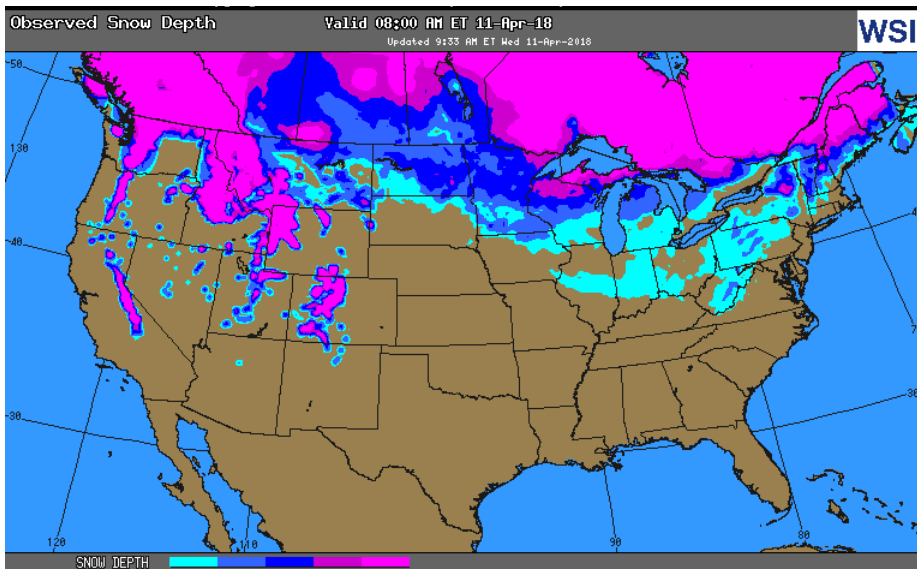 Observed Snow Depth Valid 08:00 AM ET 11-Apr-18
Updated 9:33 AM ET Wed 11-Apr-2018
WSI
50
130
40
30
30
120
110
90
80
SNOW DEPTH